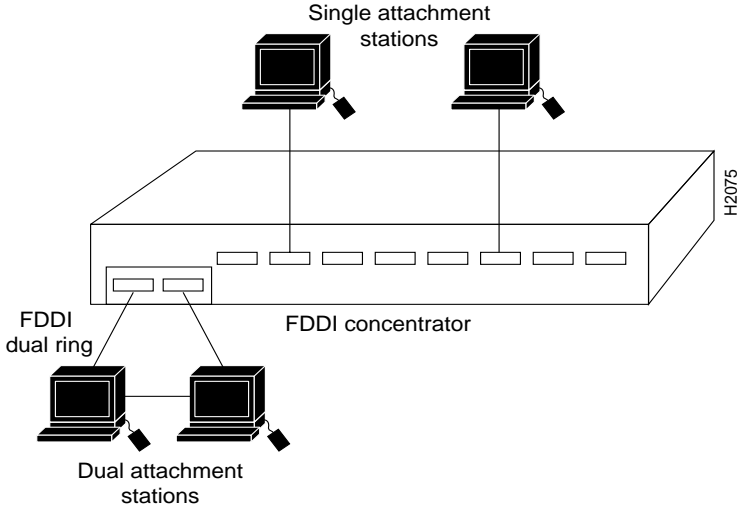 Single attachment
stations
H2075
FDDI
dual ring
FDDI concentrator
Dual attachment
stations